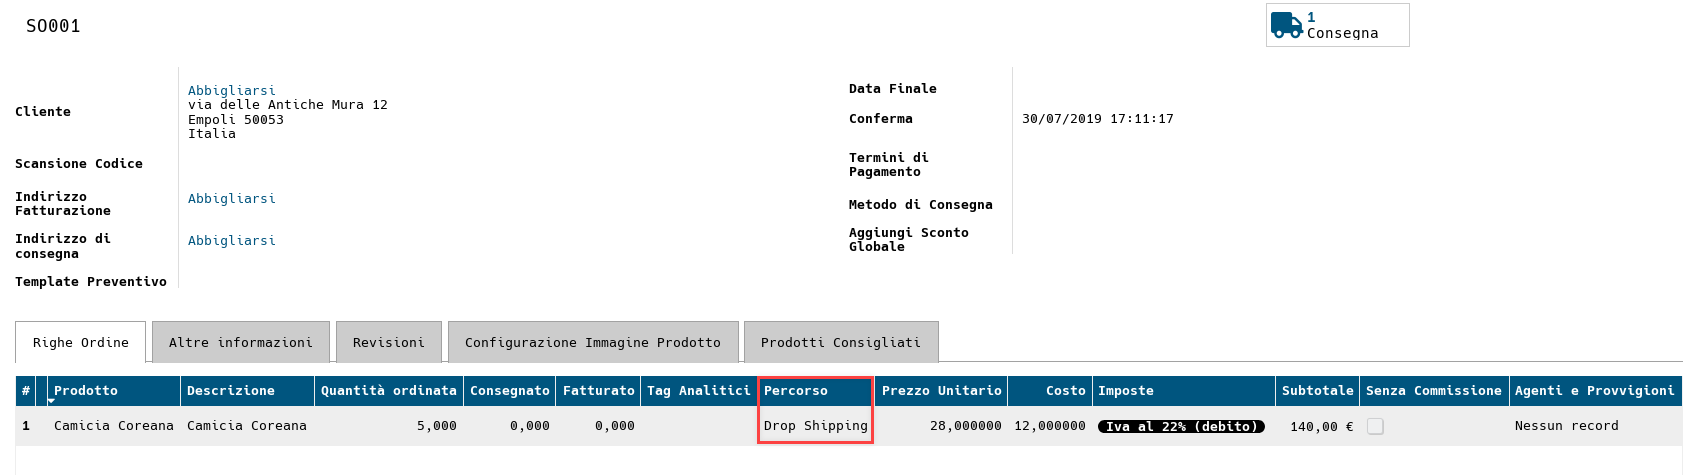 SO001
1
Consegna
Cliente
Abbigliarsi
via delle Antiche Mura 12
Empoli 50053
Italia
Scansione Codice
Indirizzo
Fatturazione
Abbigliarsi
Indirizzo di
consegna
Abbigliarsi
Template Preventivo
Data Finale
Conferma
30/07/2019 17:11:17
Termini di
Pagamento
Metodo di Consegna
Aggiungi Sconto
Globale
Righe Ordine Altre informazioni Revisioni Configurazione Immagine Prodotto Prodotti Consigliati
# Prodotto Descrizione Quantità ordinata Consegnato Fatturato Tag Analitici Percorso Prezzo Unitario Costo Imposte Subtotale Senza Commissione Agenti e Provvigioni
1 Camicia Coreana Camicia Coreana 5,000 0,000 0,000 Drop Shipping 28,000000 12,000000 Iva al 22% (debito) 140,00 € Nessun record